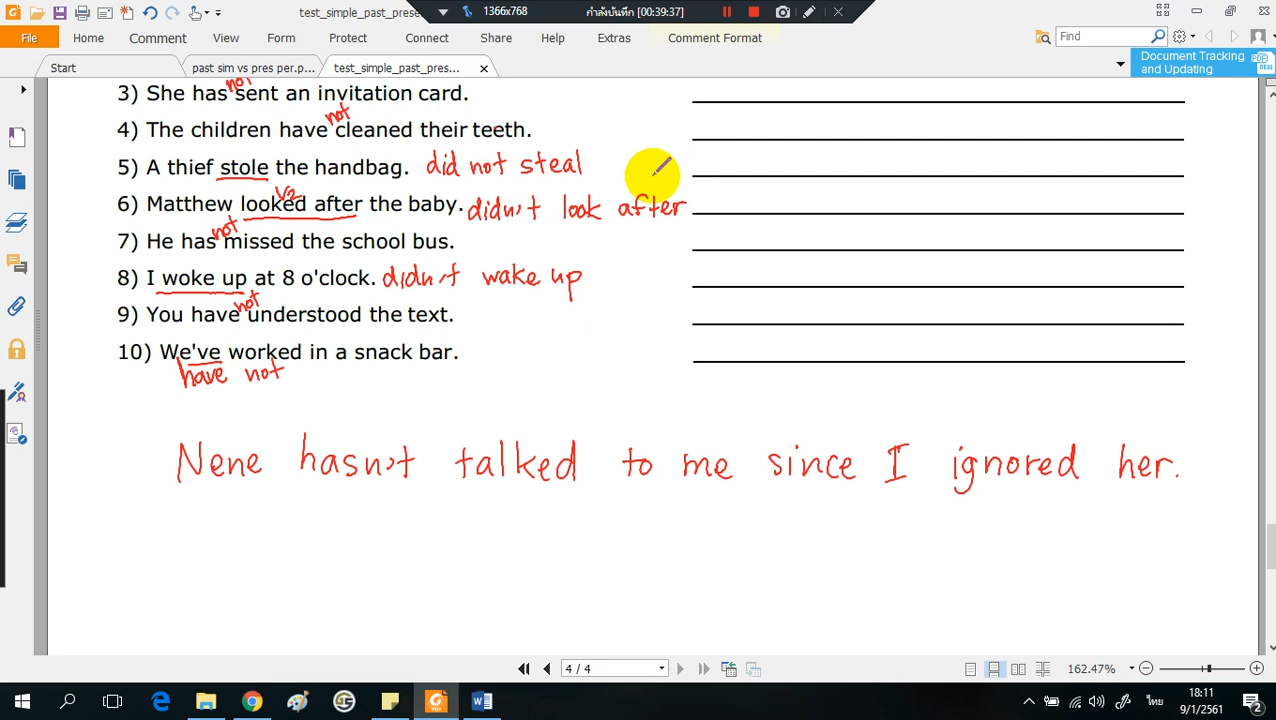 test_simple_past_prese
1366x768
กำลังบันทึก [00:39:37]
File Home Comment View Form Protect Connect Share Help Extras Comment Format
Find
Start
past sim vs pres per.p...
test_simple_past_pres...
Document Tracking
and Updating
not
3) She has sent an invitation card.
not
4) The children have cleaned their teeth.
5) A thief stole the handbag. did not steal
V2
6) Matthew looked after the baby. didn't look after
not
7) He has missed the school bus.
8) I woke up at 8 o'clock. didn't wake up
not
9) You have understood the text.
10) We've worked in a snack bar.
have not
Nene hasn't talked to me since I ignored her.
4 / 4
162.47%
ไทย
18:11
9/1/2561
2